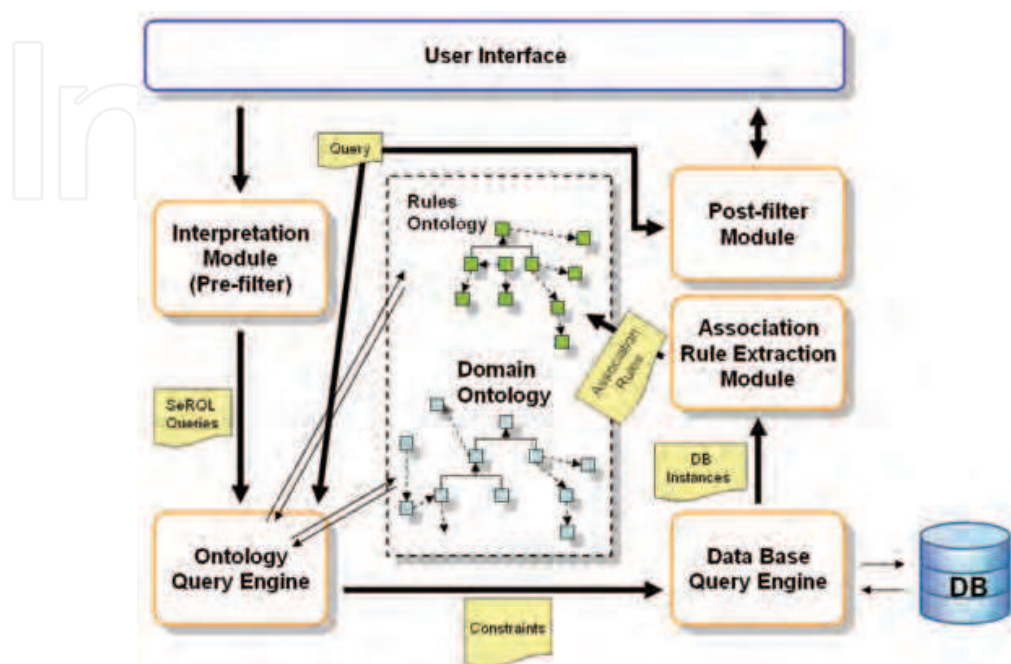 In
User Interface
Query
Rules
Ontology
Interpretation
Module
(Pre-filter)
Post-filter
Module
Association
Rule Extraction
Module
Association
Rules
Domain
Ontology
SeRQL
Queries
DB
Instances
Ontology
Query Engine
Data Base
Query Engine
DB
Constraints